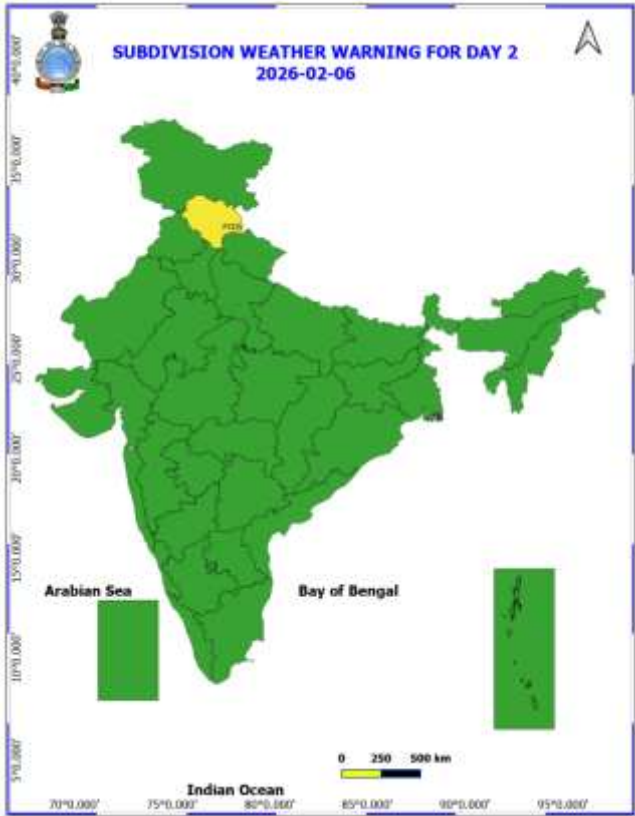 SUBDIVISION WEATHER WARNING FOR DAY 2
2026-02-06
40°0.000'
35°0.000'
30°0.000'
25°0.000'
20°0.000'
15°0.000'
10°0.000'
5°0.000'
FOG
Arabian Sea
Bay of Bengal
0 250 500 km
Indian Ocean
70°0.000' 75°0.000' 80°0.000' 85°0.000' 90°0.000' 95°0.000'